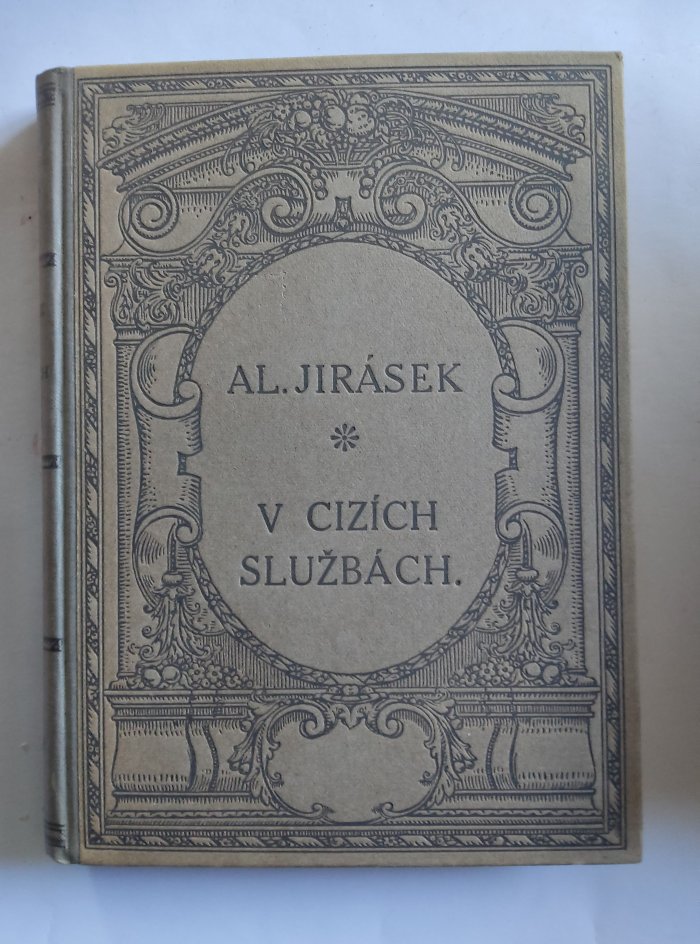 AL. JIRÁSEK
V CIZÍCH
SLUŽBÁCH.